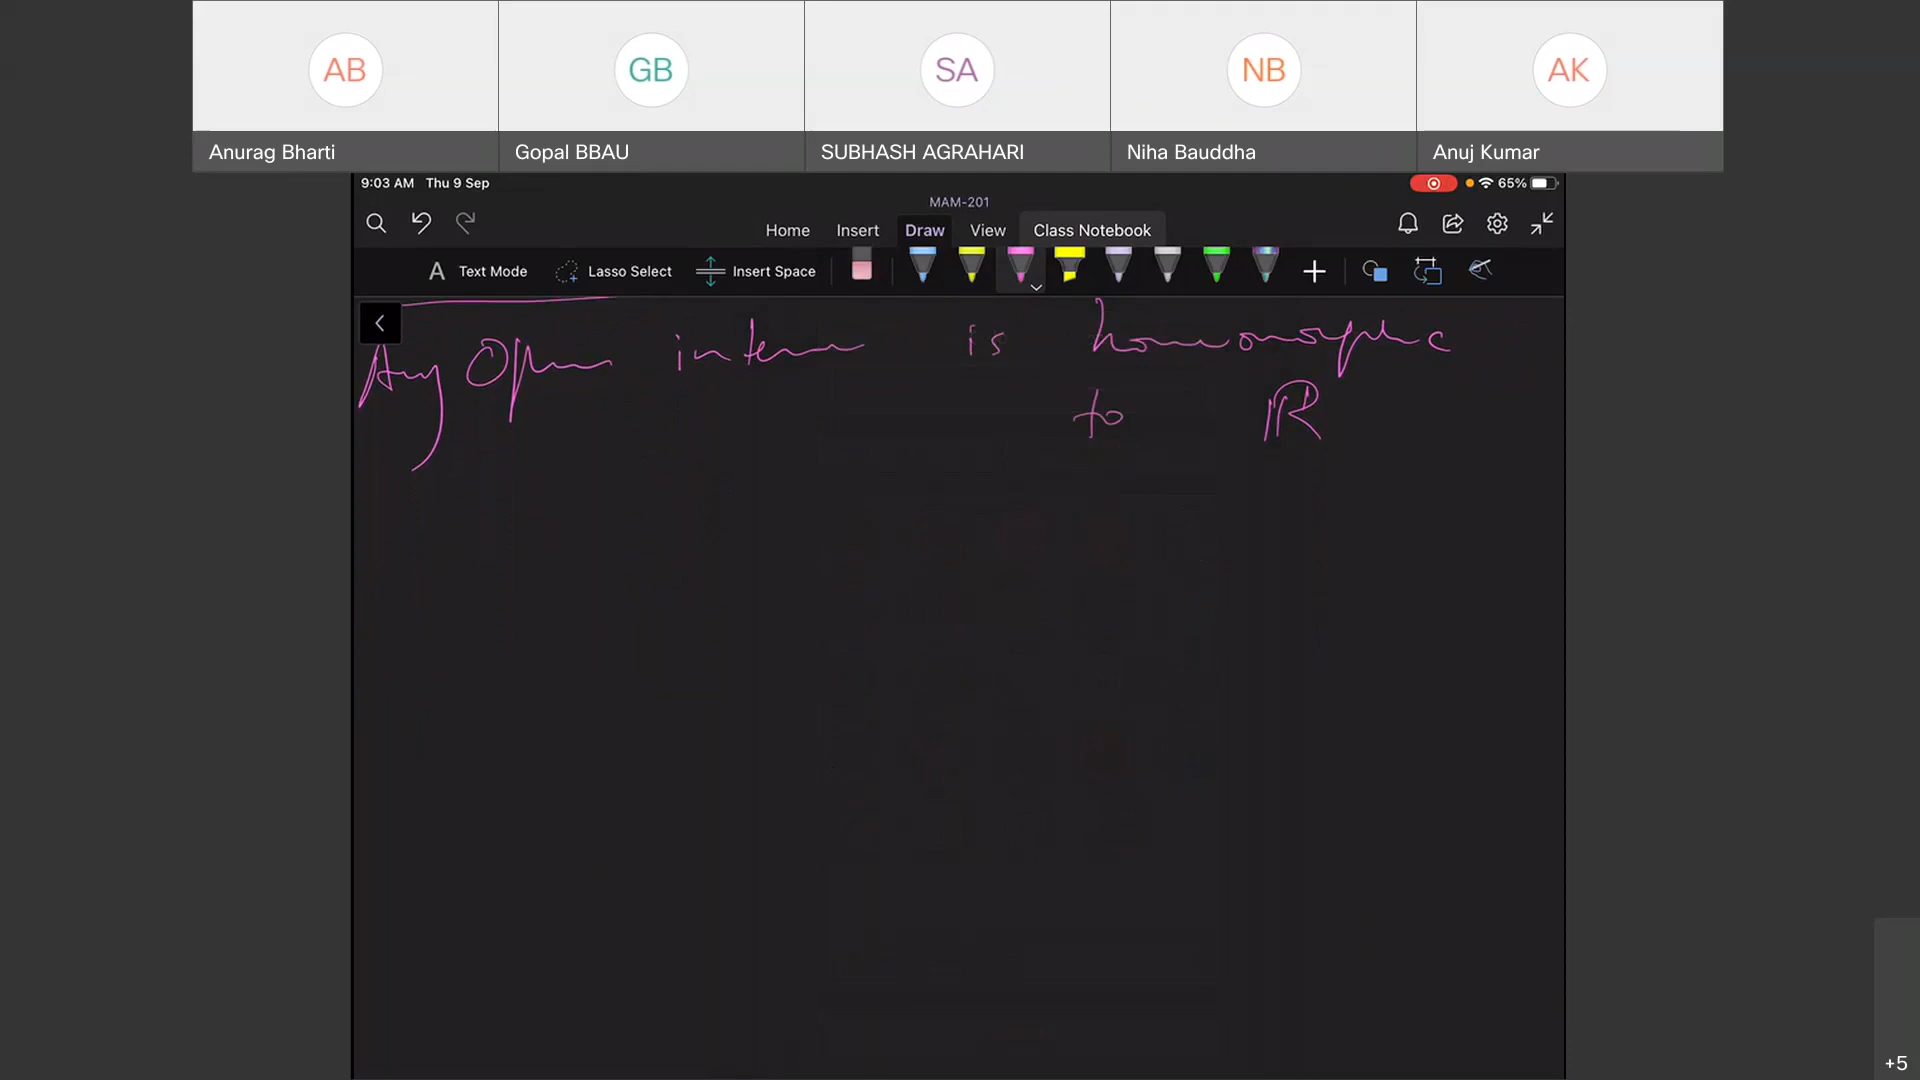 AB GB SA NB AK
Anurag Bharti Gopal BBAU SUBHASH AGRAHARI Niha Bauddha Anuj Kumar
9:03 AM Thu 9 Sep 65%
MAM-201
Home Insert Draw View Class Notebook
A Text Mode Lasso Select Insert Space
Any Open is homeomorphic
to ℝ
+5